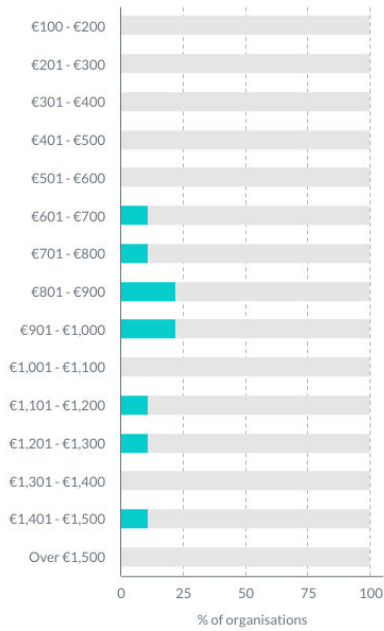 €100 - €200
€201 - €300
€301 - €400
€401 - €500
€501 - €600
€601 - €700
€701 - €800
€801 - €900
€901 - €1,000
€1,001 - €1,100
€1,101 - €1,200
€1,201 - €1,300
€1,301 - €1,400
€1,401 - €1,500
Over €1,500
0 25 50 75 100
% of organisations